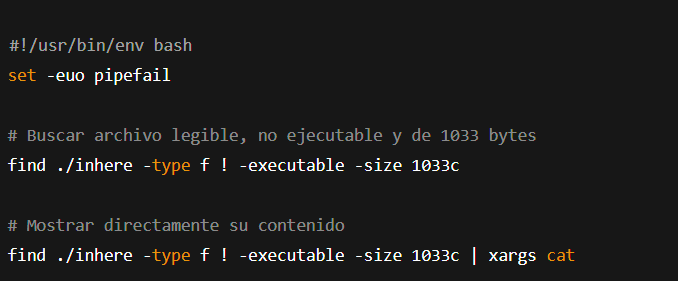 #!/usr/bin/env bash
set -euo pipefail
# Buscar archivo legible, no ejecutable y de 1033 bytes
find ./inhere -type f ! -executable -size 1033c
# Mostrar directamente su contenido
find ./inhere -type f ! -executable -size 1033c | xargs cat